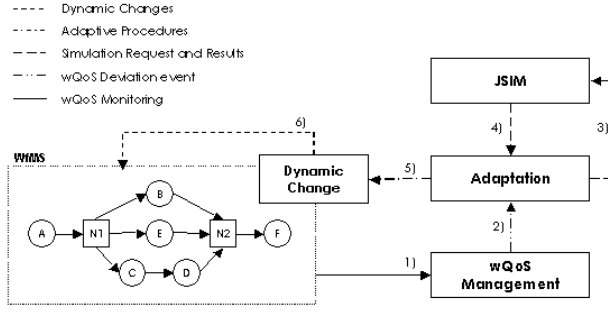 Dynamic Changes
Adaptive Procedures
Simulation Request and Results
wQoS Deviation event
wQoS Monitoring
JSIM
6)
4)
3)
WfMS
Dynamic
Change
5)
Adaptation
B
2)
A
N1
E
N2
F
1)
wQoS
Management
C
D